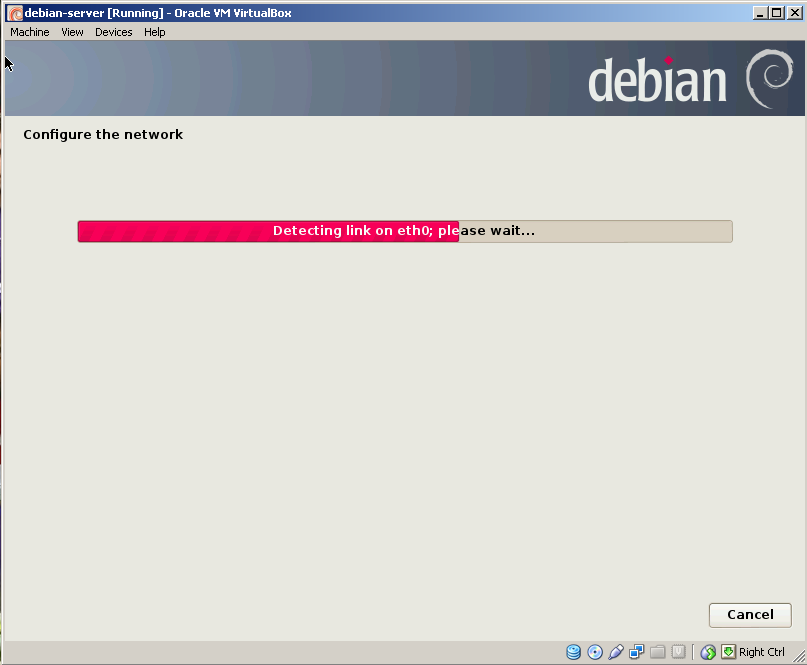 debian-server [Running] - Oracle VM VirtualBox
Machine View Devices Help
debian
Configure the network
Detecting link on eth0; please wait...
Cancel
Right Ctrl